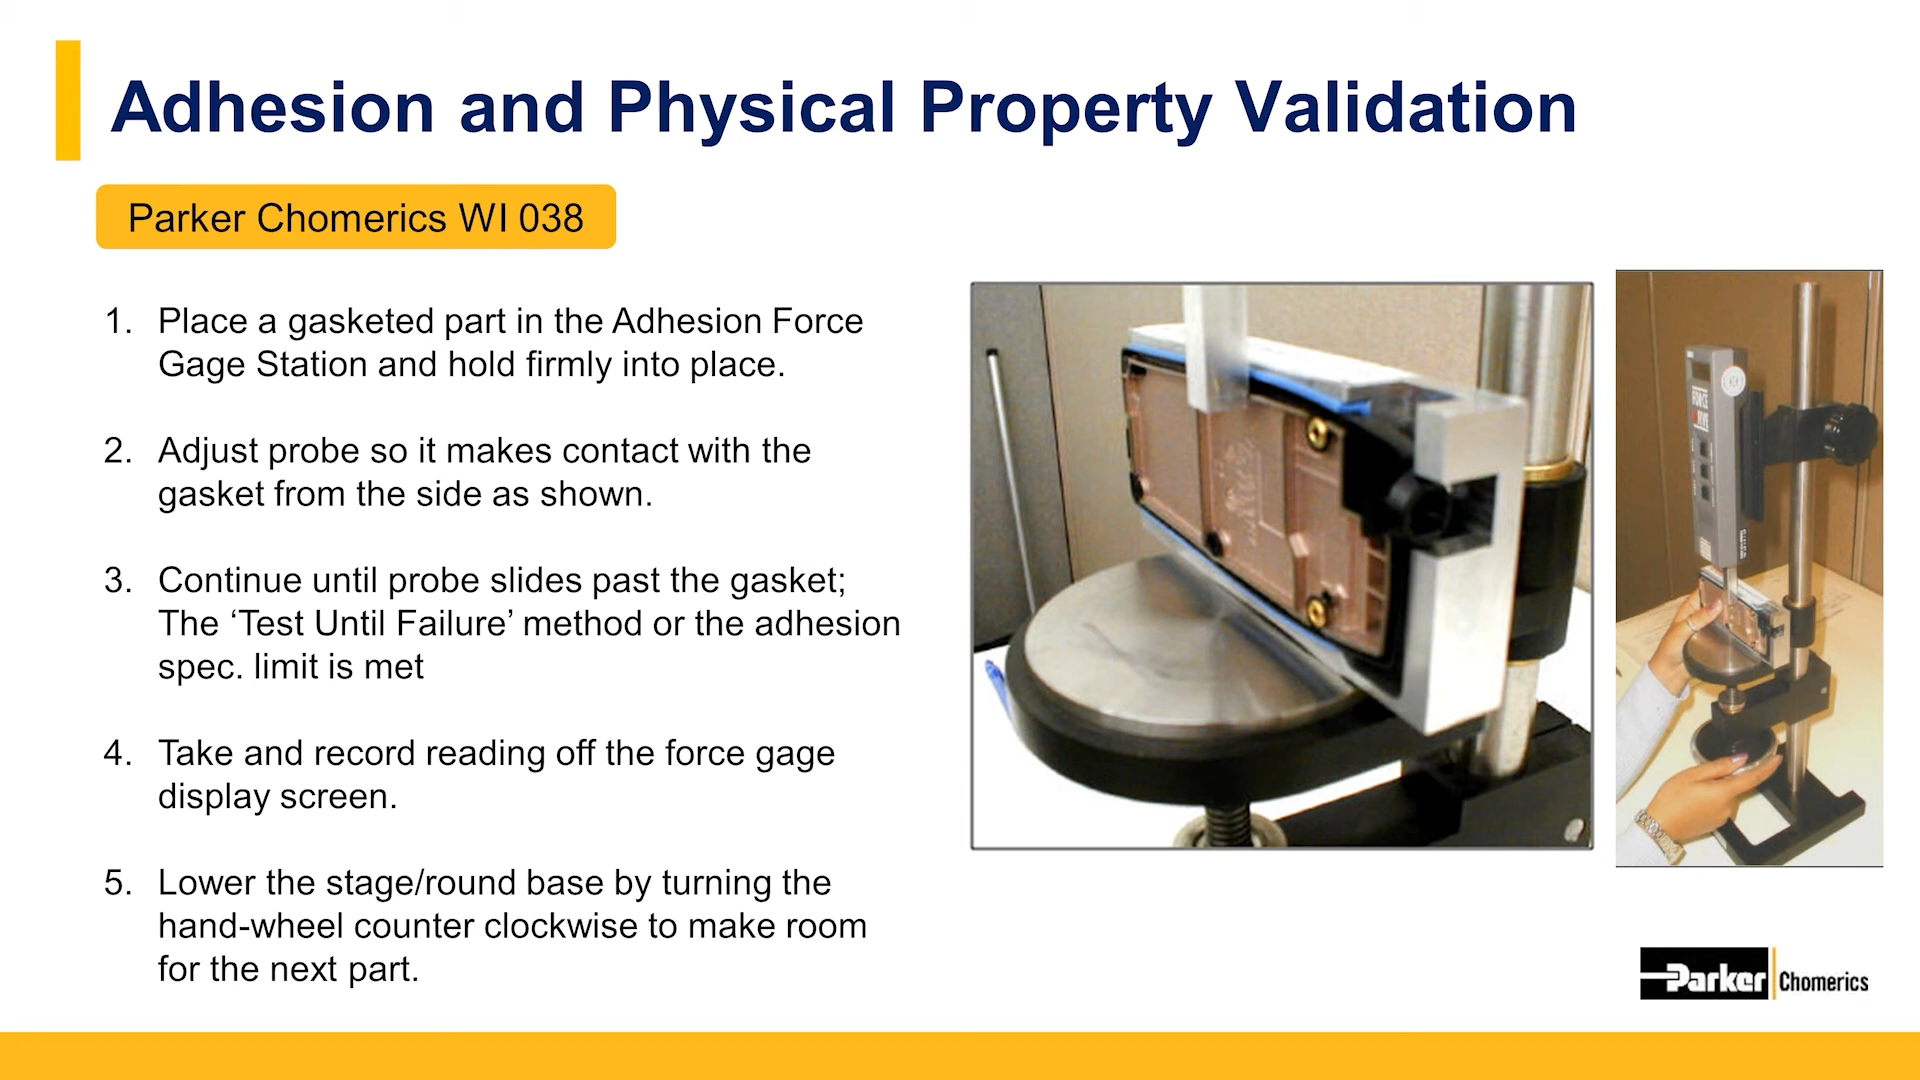 Adhesion and Physical Property Validation
Parker Chomerics WI 038
1. Place a gasketed part in the Adhesion Force
Gage Station and hold firmly into place.
2. Adjust probe so it makes contact with the
gasket from the side as shown.
3. Continue until probe slides past the gasket;
The ‘Test Until Failure’ method or the adhesion
spec. limit is met
4. Take and record reading off the force gage
display screen.
5. Lower the stage/round base by turning the
hand-wheel counter clockwise to make room
for the next part.
FORCE
Parker Chomerics